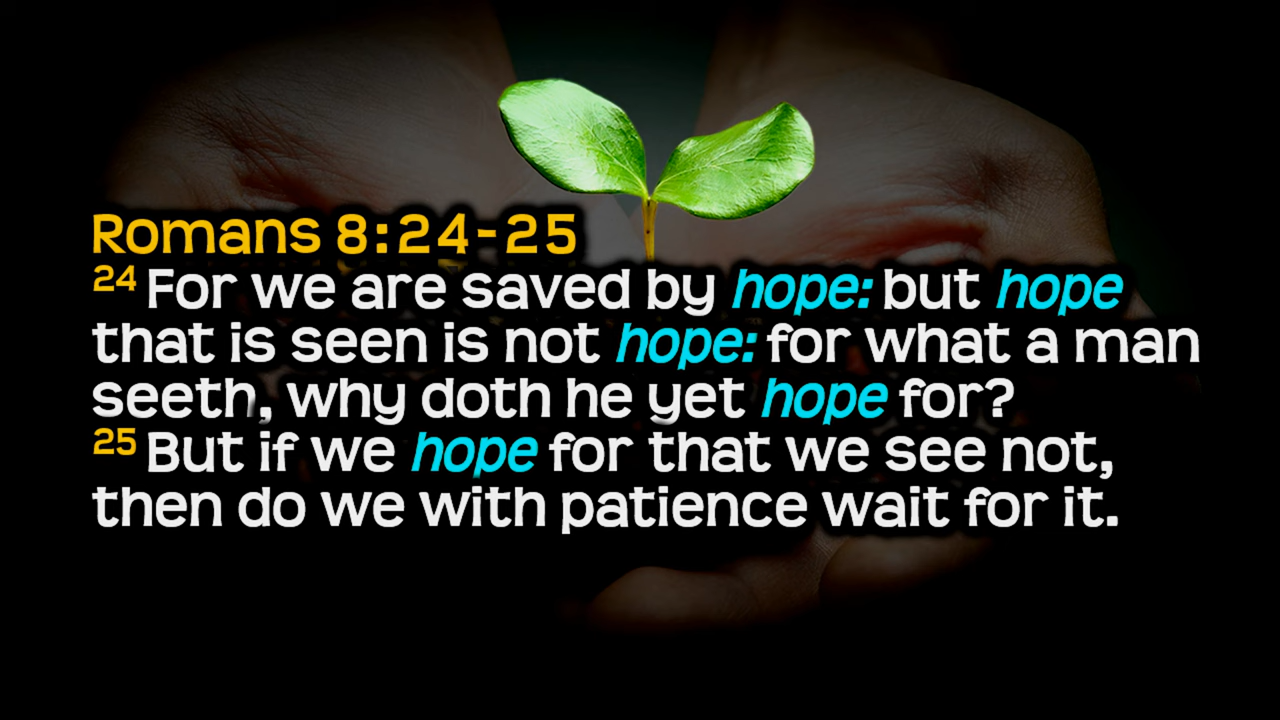 Romans 8:24-25
24 For we are saved by hope: but hope
that is seen is not hope: for what a man
seeth, why doth he yet hope for?
25 But if we hope for that we see not,
then do we with patience wait for it.